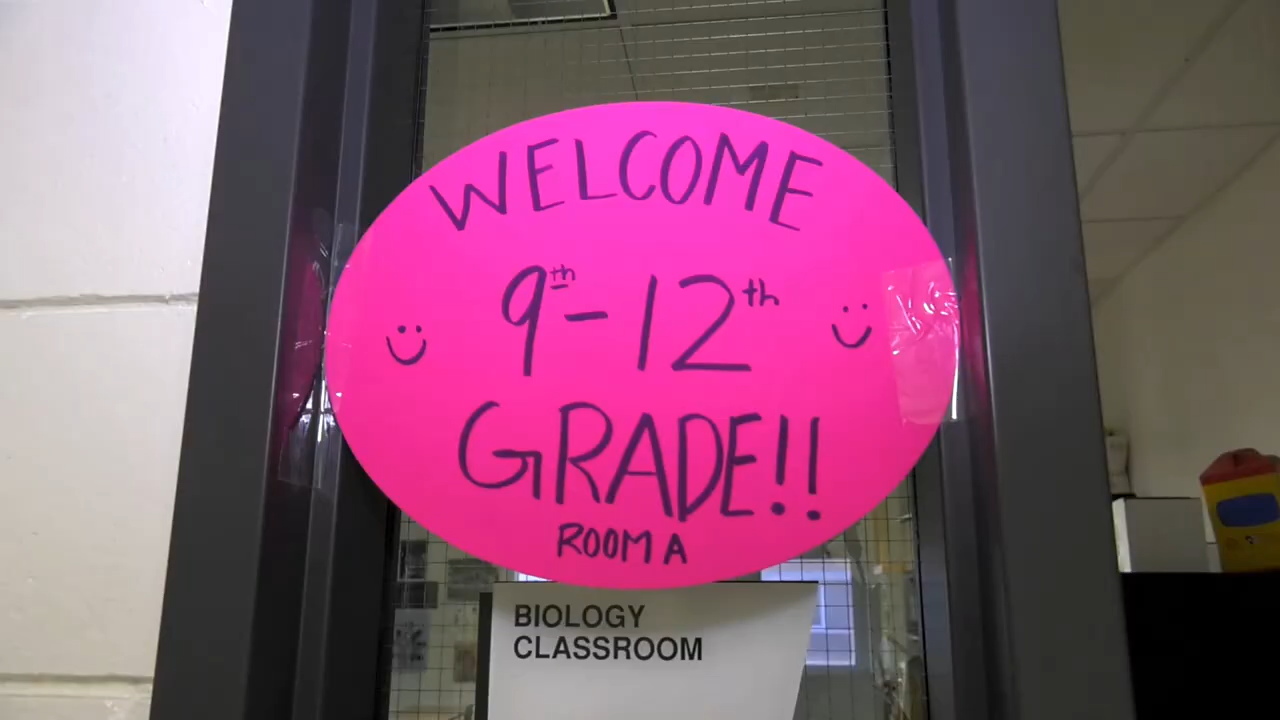 WELCOME
9th - 12th
GRADE!!
ROOM A
BIOLOGY
CLASSROOM